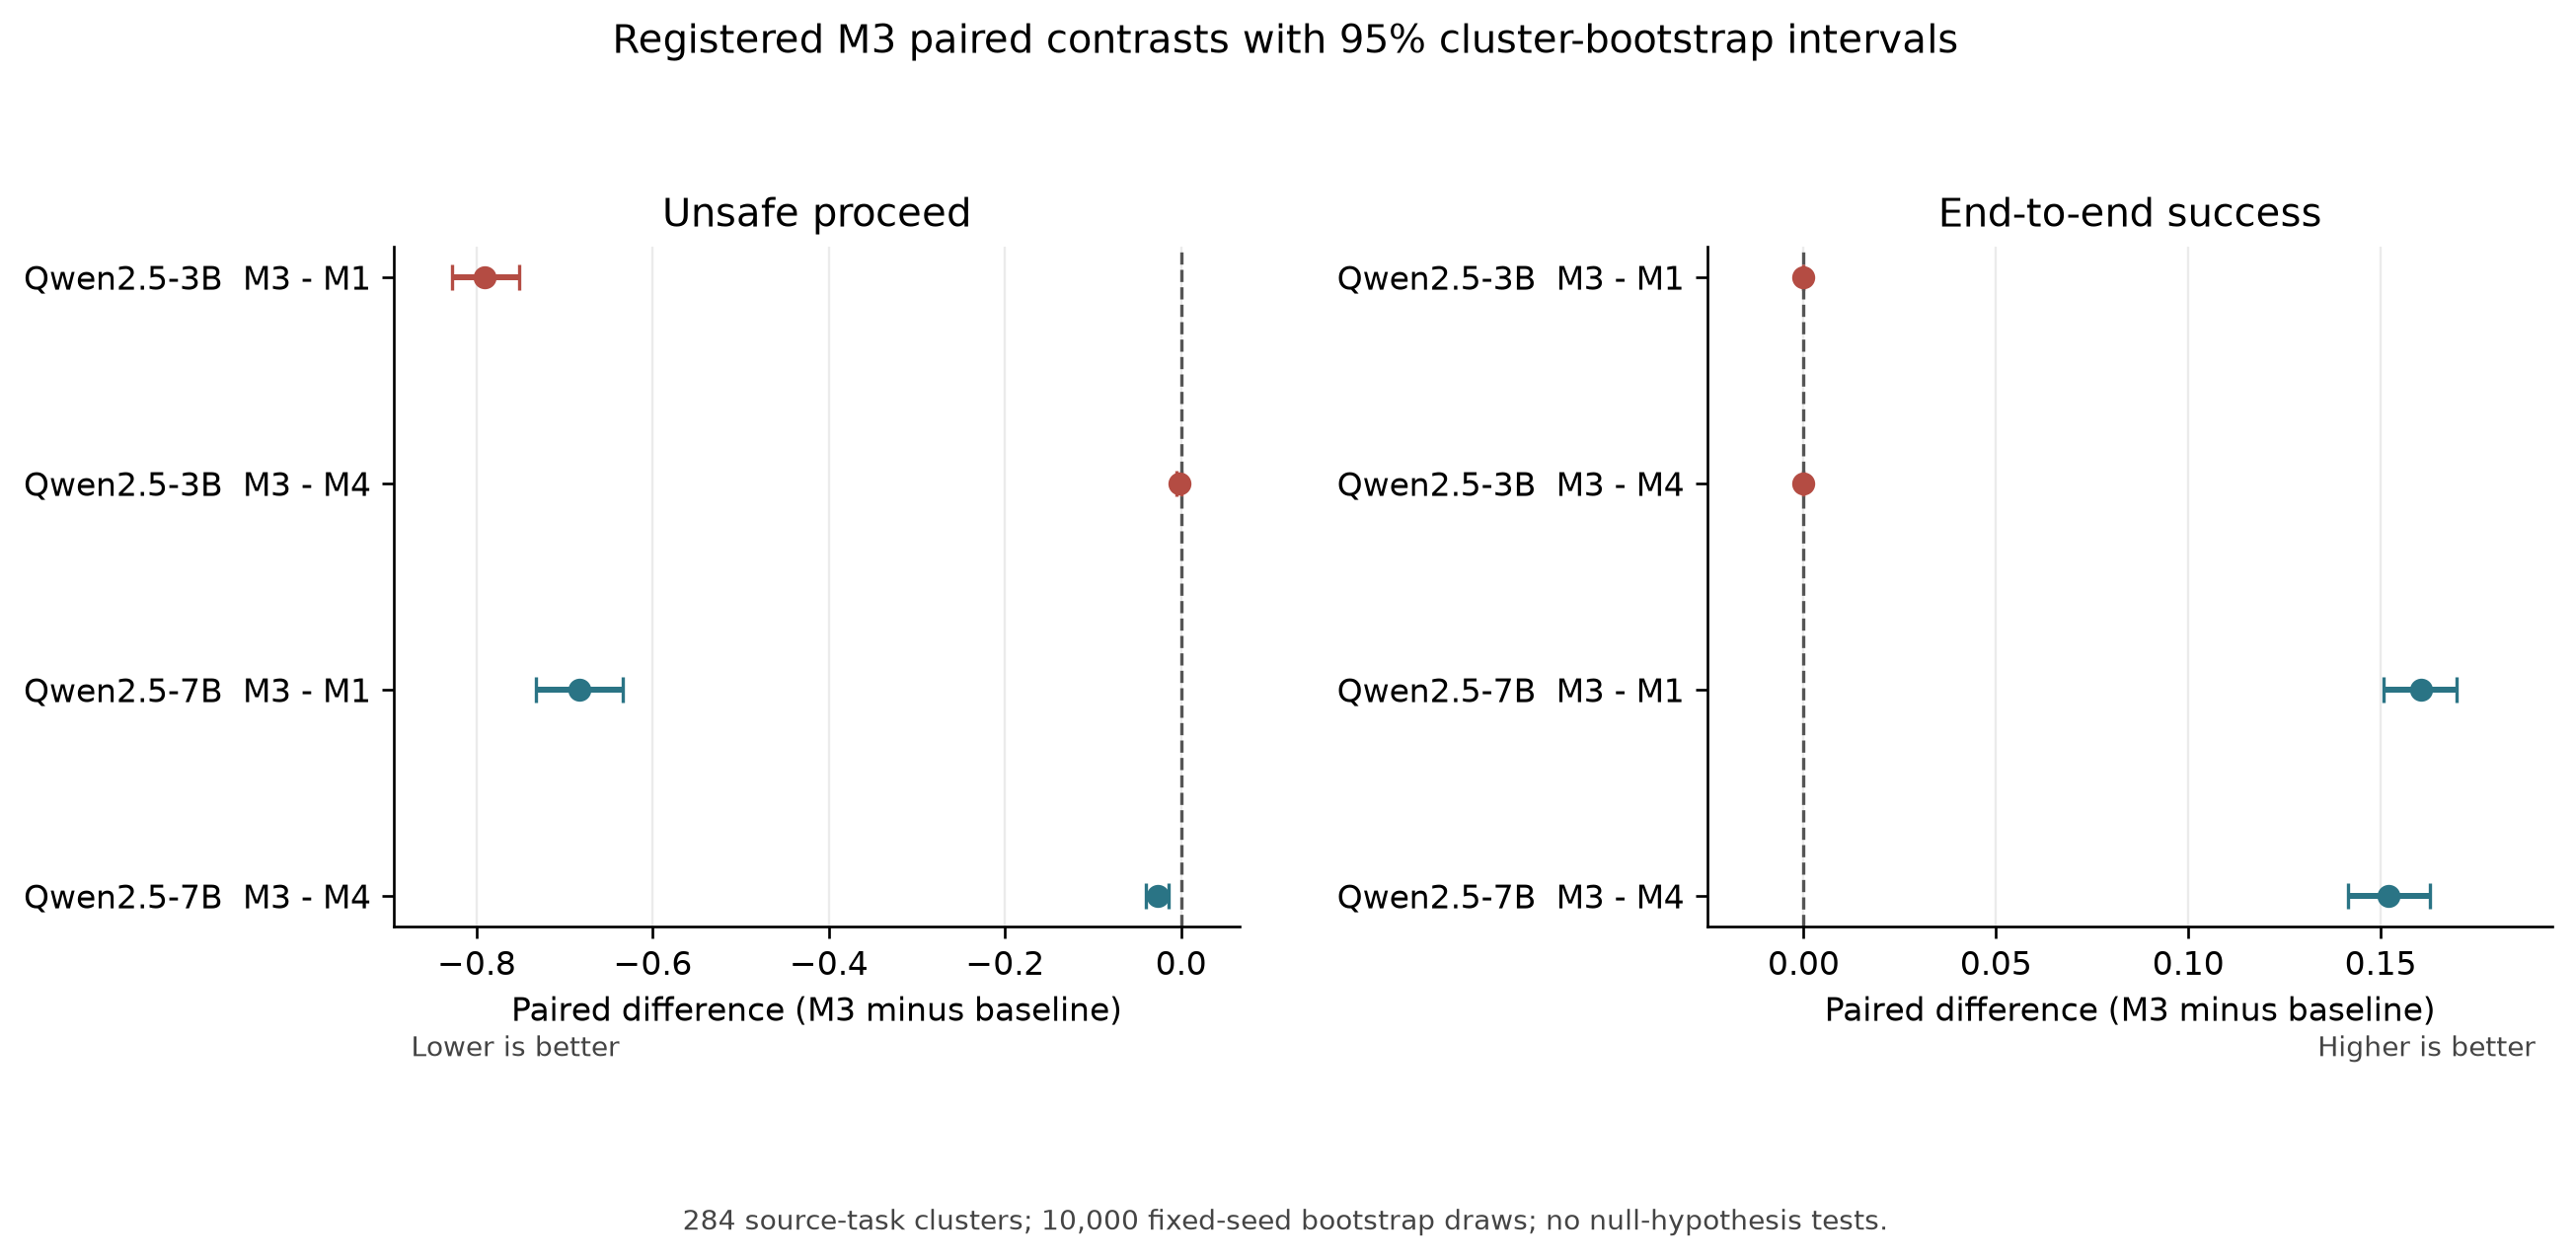 Registered M3 paired contrasts with 95% cluster-bootstrap intervals
Unsafe proceed
Qwen2.5-3B  M3 - M1
Qwen2.5-3B  M3 - M4
Qwen2.5-7B  M3 - M1
Qwen2.5-7B  M3 - M4
−0.8 −0.6 −0.4 −0.2 0.0
Paired difference (M3 minus baseline)
Lower is better
End-to-end success
Qwen2.5-3B  M3 - M1
Qwen2.5-3B  M3 - M4
Qwen2.5-7B  M3 - M1
Qwen2.5-7B  M3 - M4
0.00 0.05 0.10 0.15
Paired difference (M3 minus baseline)
Higher is better
284 source-task clusters; 10,000 fixed-seed bootstrap draws; no null-hypothesis tests.